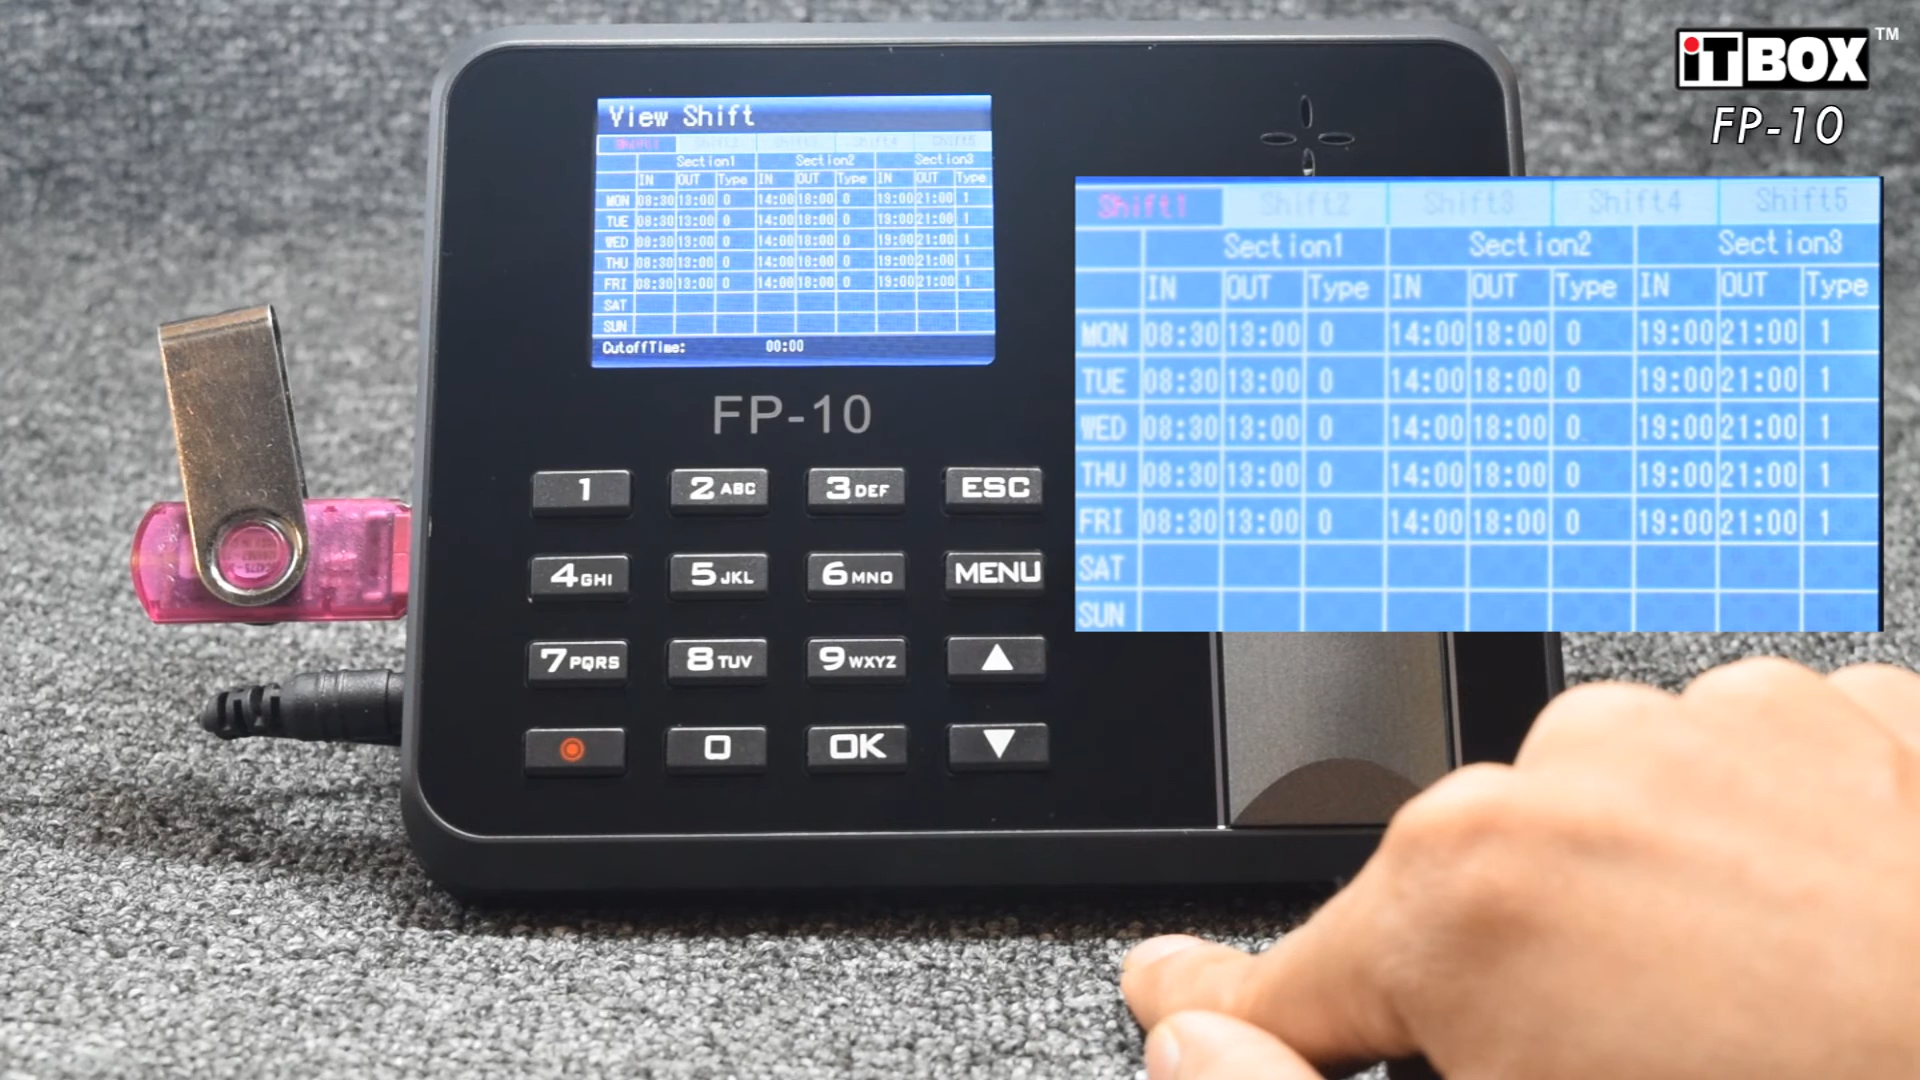 iTBOX™
FP-10
View Shift
Shift1 Shift2 Shift3 Shift4 Shift5
Section1 Section2 Section3
IN OUT Type IN OUT Type IN OUT Type
MON 08:30 13:00 0 14:00 18:00 0 19:00 21:00 1
TUE 08:30 13:00 0 14:00 18:00 0 19:00 21:00 1
WED 08:30 13:00 0 14:00 18:00 0 19:00 21:00 1
THU 08:30 13:00 0 14:00 18:00 0 19:00 21:00 1
FRI 08:30 13:00 0 14:00 18:00 0 19:00 21:00 1
SAT
SUN
CutoffTime: 00:00
Shift1 Shift2 Shift3 Shift4 Shift5
Section1 Section2 Section3
IN OUT Type IN OUT Type IN OUT Type
MON 08:30 13:00 0 14:00 18:00 0 19:00 21:00 1
TUE 08:30 13:00 0 14:00 18:00 0 19:00 21:00 1
WED 08:30 13:00 0 14:00 18:00 0 19:00 21:00 1
THU 08:30 13:00 0 14:00 18:00 0 19:00 21:00 1
FRI 08:30 13:00 0 14:00 18:00 0 19:00 21:00 1
SAT
SUN
FP-10
1 2 ABC 3 DEF ESC
4 GHI 5 JKL 6 MNO MENU
7 PQRS 8 TUV 9 WXYZ
0 OK